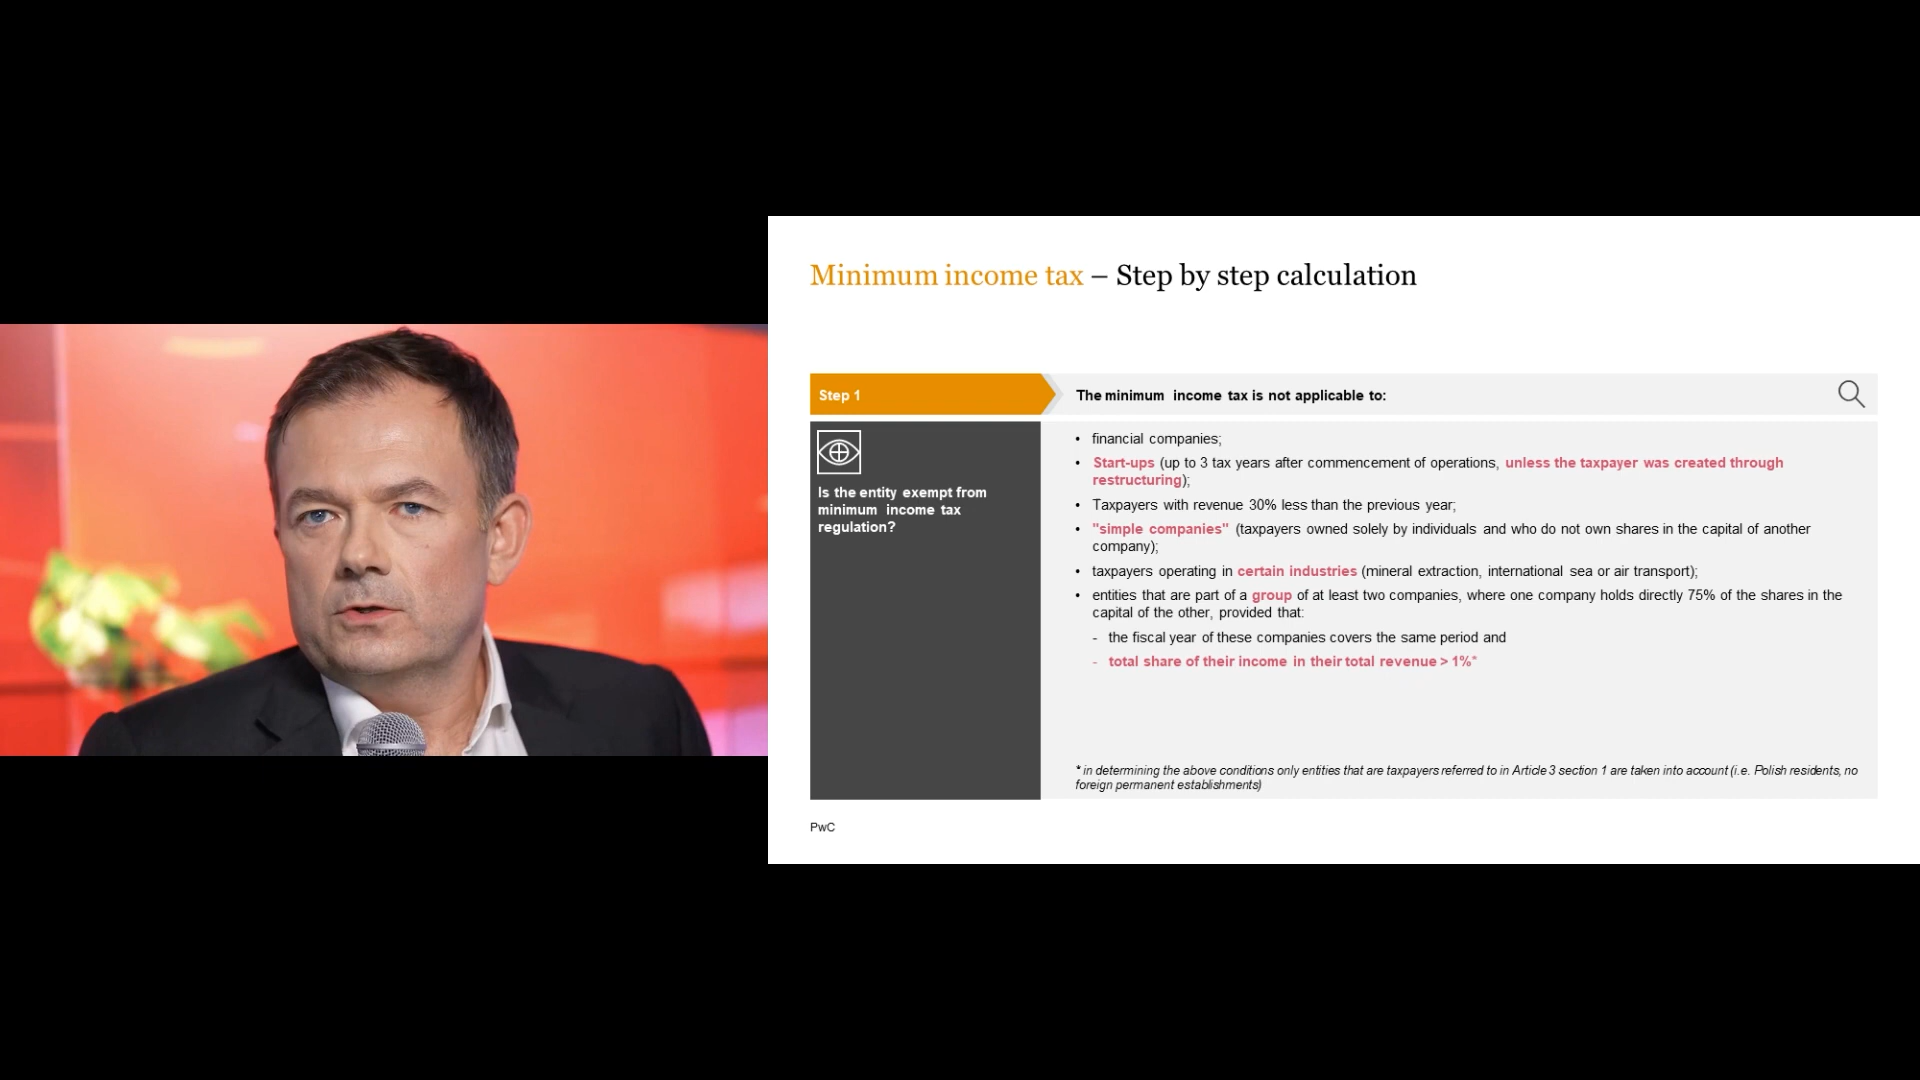 Minimum income tax – Step by step calculation
Step 1
The minimum income tax is not applicable to:
Is the entity exempt from
minimum income tax
regulation?
• financial companies;
• Start-ups (up to 3 tax years after commencement of operations, unless the taxpayer was created through
restructuring);
• Taxpayers with revenue 30% less than the previous year;
• "simple companies" (taxpayers owned solely by individuals and who do not own shares in the capital of another
company);
• taxpayers operating in certain industries (mineral extraction, international sea or air transport);
• entities that are part of a group of at least two companies, where one company holds directly 75% of the shares in the
capital of the other, provided that:
- the fiscal year of these companies covers the same period and
- total share of their income in their total revenue > 1%*
* in determining the above conditions only entities that are taxpayers referred to in Article 3 section 1 are taken into account (i.e. Polish residents, no
foreign permanent establishments)
PwC